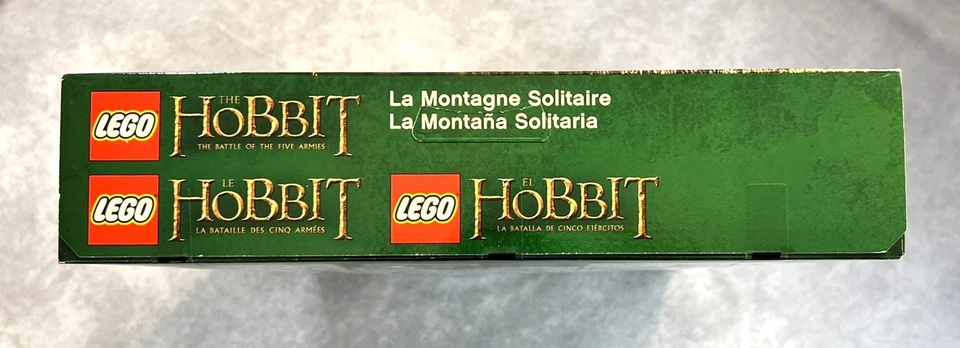 LEGO THE HOBBIT
THE BATTLE OF THE FIVE ARMIES
La Montagne Solitaire
La Montaña Solitaria
LEGO LE HOBBIT
LA BATAILLE DES CINQ ARMÉES
LEGO EL HOBBIT
LA BATALLA DE CINCO EJÉRCITOS